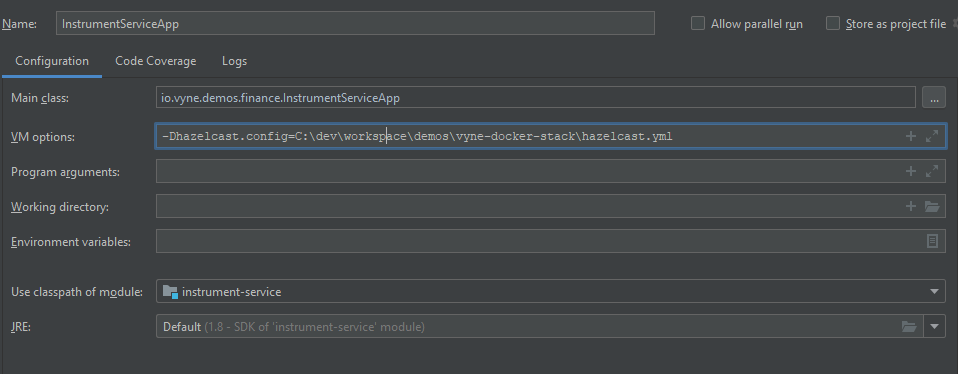 Name: InstrumentServiceApp Allow parallel run Store as project file
Configuration Code Coverage Logs
Main class: io.vyne.demos.finance.InstrumentServiceApp ...
VM options: -Dhazelcast.config=C:\dev\workspace\demos\vyne-docker-stack\hazelcast.yml
Program arguments:
Working directory:
Environment variables:
Use classpath of module: instrument-service
JRE: Default (1.8 - SDK of 'instrument-service' module)